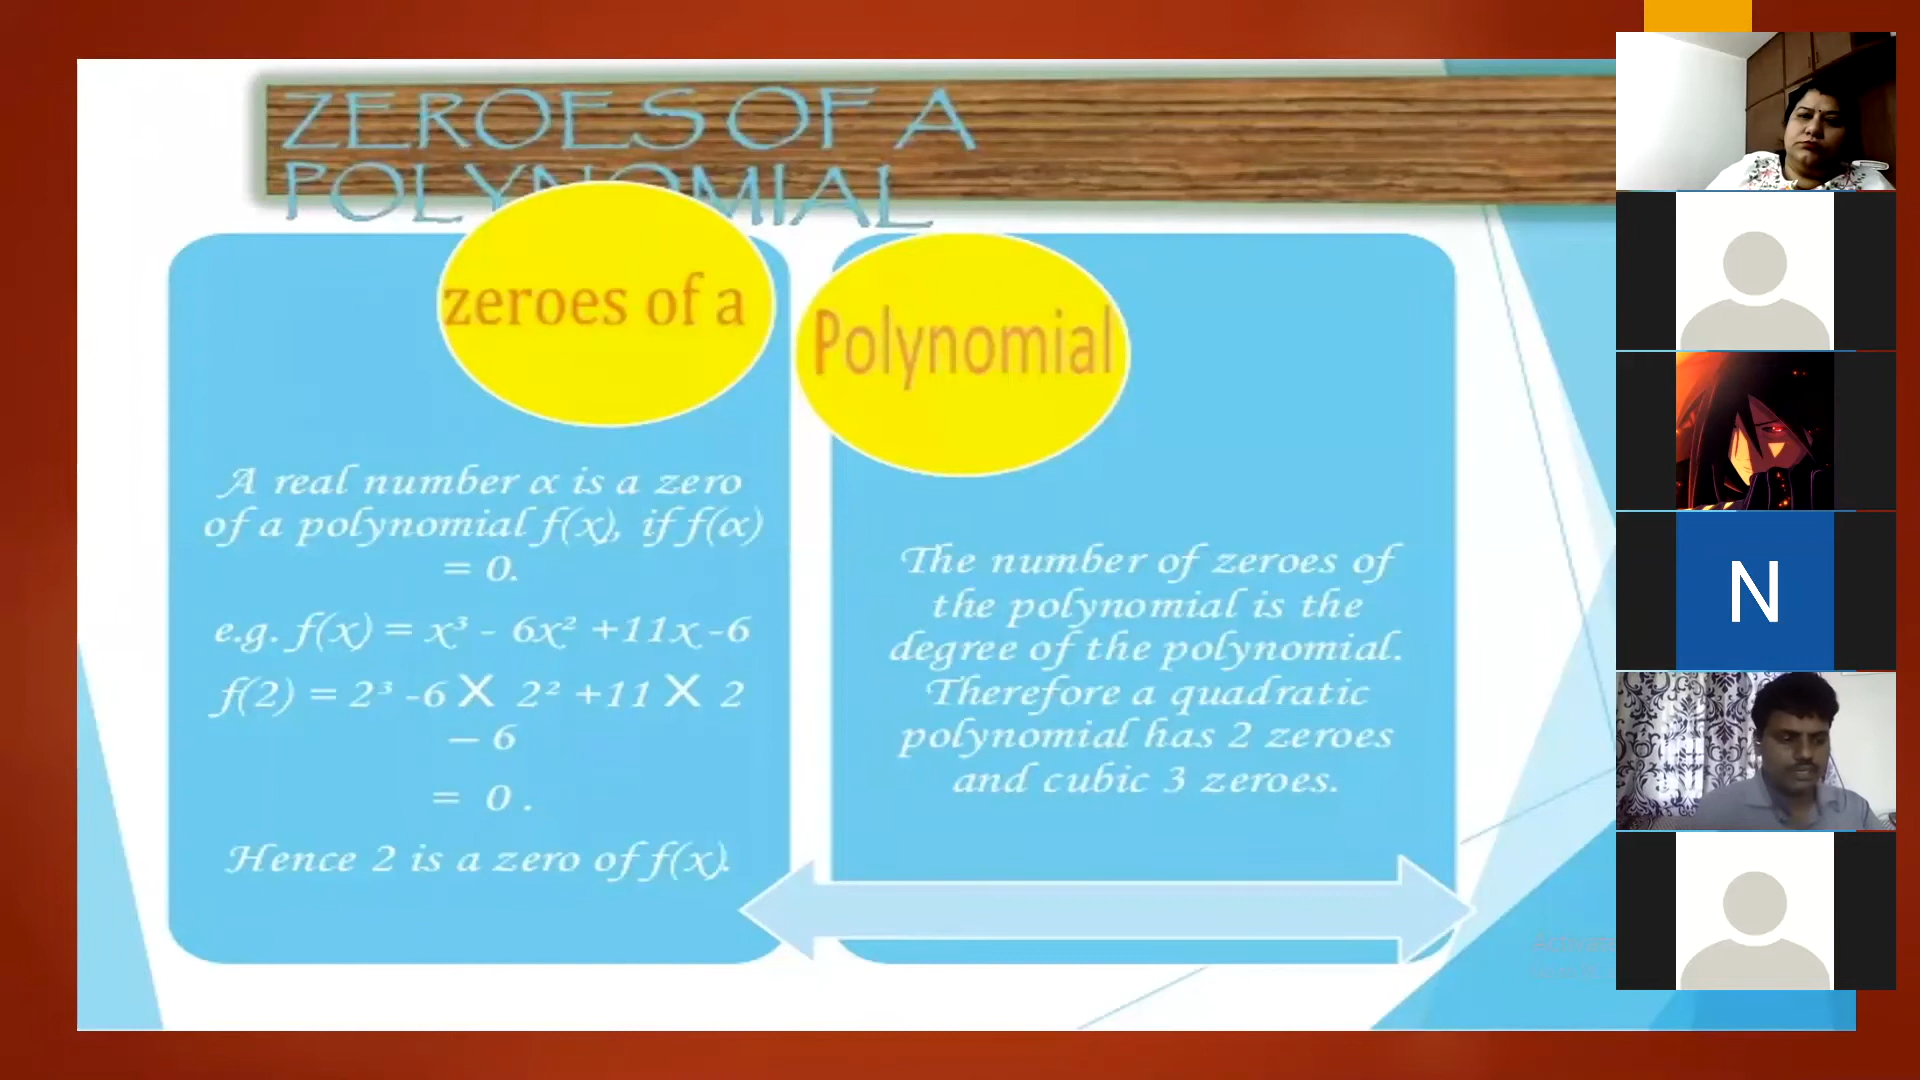 ZEROES OF A
POLYNOMIAL
zeroes of a
Polynomial
A real number α is a zero
of a polynomial f(x), if f(α)
= 0.
e.g. f(x) = x³ - 6x² +11x -6
f(2) = 2³ -6 X 2² +11 X 2
– 6
= 0 .
Hence 2 is a zero of f(x).
The number of zeroes of
the polynomial is the
degree of the polynomial.
Therefore a quadratic
polynomial has 2 zeroes
and cubic 3 zeroes.
N